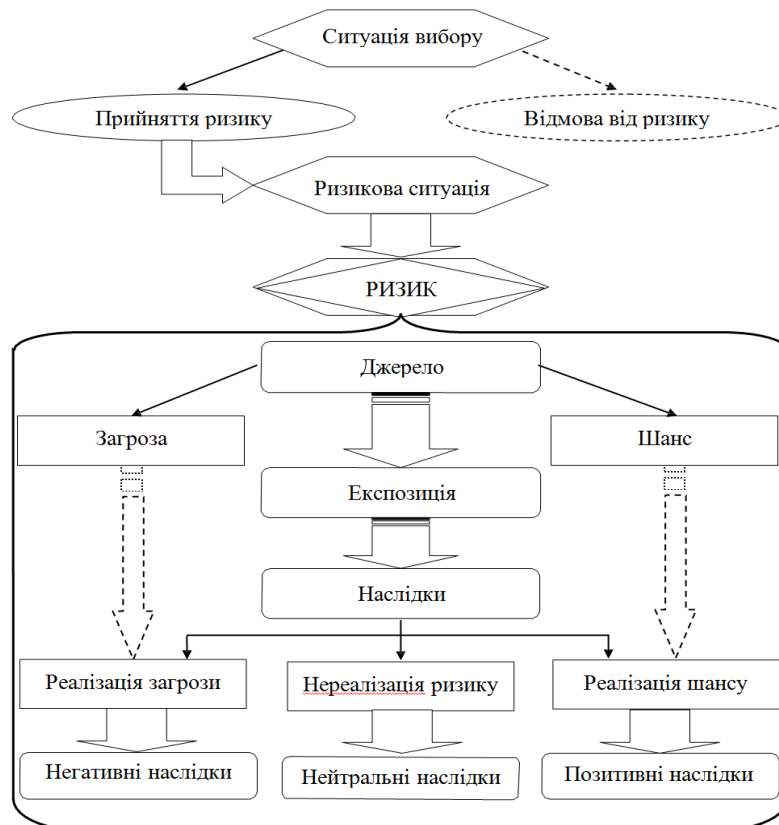 Ситуація вибору
Прийняття ризику
Відмова від ризику
Ризикова ситуація
РИЗИК
Джерело
Загроза
Шанс
Експозиція
Наслідки
Реалізація загрози
Нереалізація ризику
Реалізація шансу
Негативні наслідки
Нейтральні наслідки
Позитивні наслідки